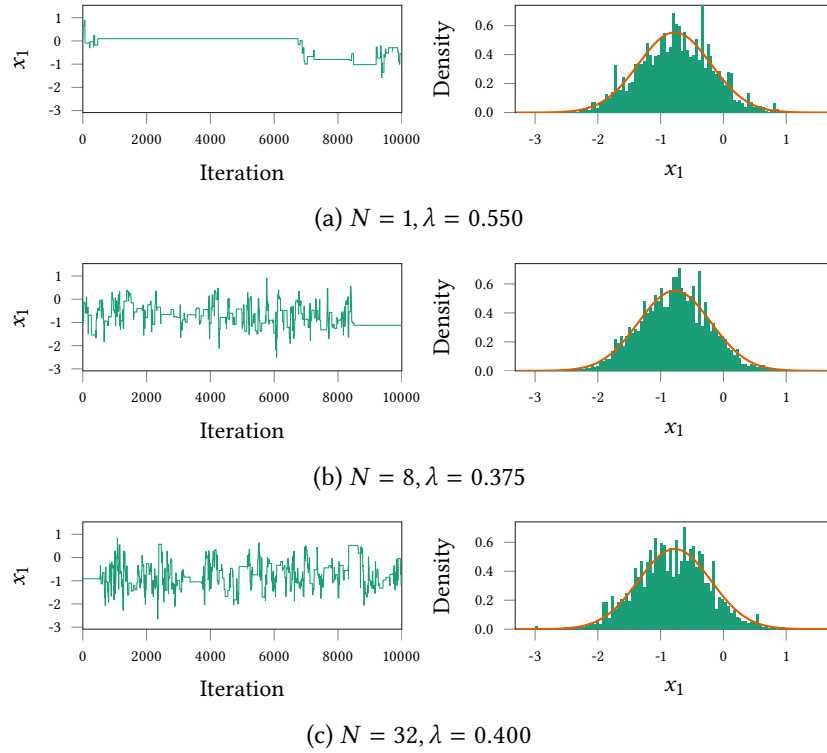 1
0
-1
-2
-3
x₁
0 2000 4000 6000 8000 10000
Iteration
0.6
0.4
0.2
0.0
Density
-3 -2 -1 0 1
x₁
(a) N = 1, λ = 0.550
1
0
-1
-2
-3
x₁
0 2000 4000 6000 8000 10000
Iteration
0.6
0.4
0.2
0.0
Density
-3 -2 -1 0 1
x₁
(b) N = 8, λ = 0.375
1
0
-1
-2
-3
x₁
0 2000 4000 6000 8000 10000
Iteration
0.6
0.4
0.2
0.0
Density
-3 -2 -1 0 1
x₁
(c) N = 32, λ = 0.400